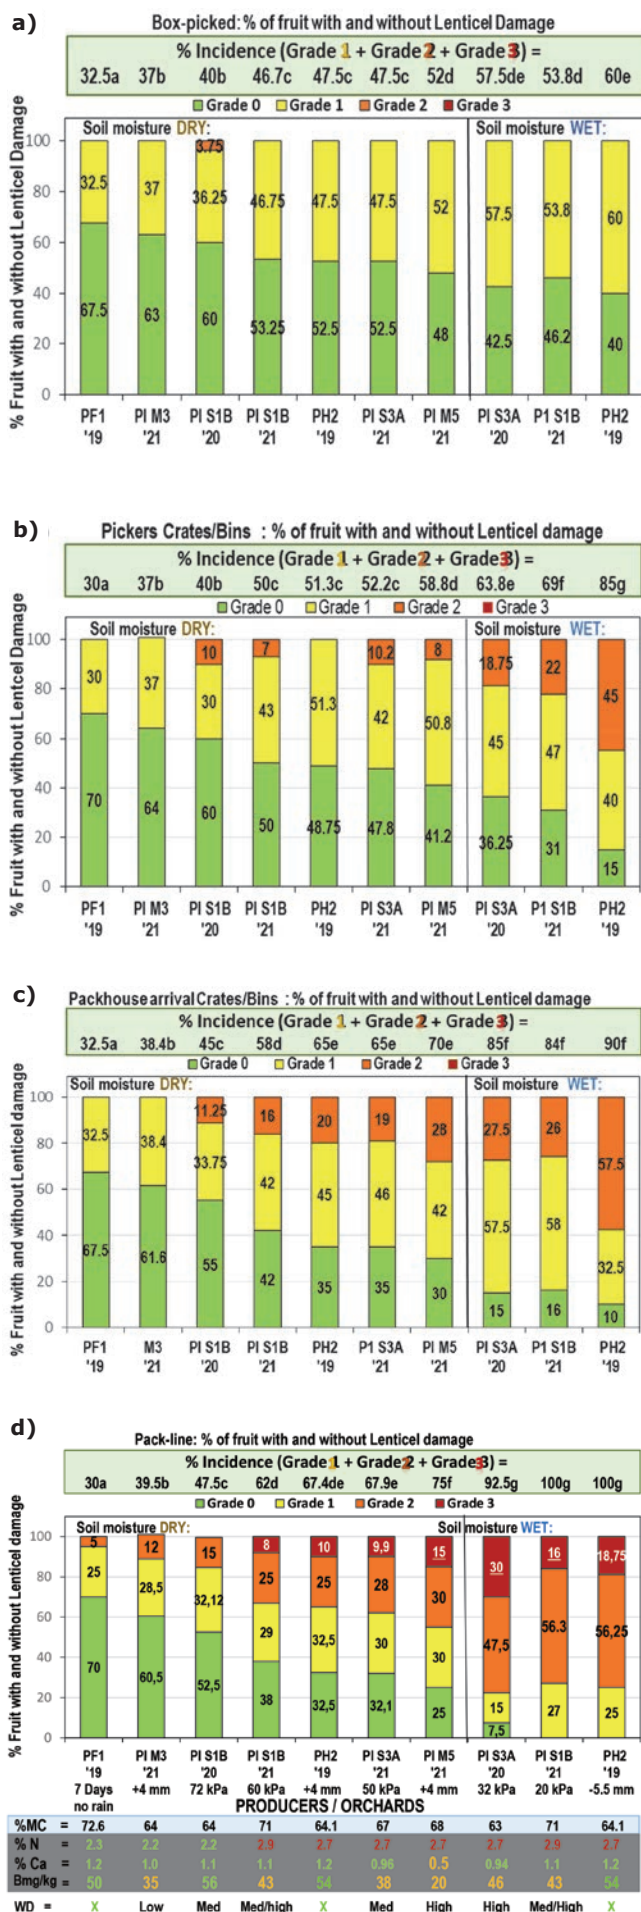 a)
Box-picked: % of fruit with and without Lenticel Damage
% Incidence (Grade 1 + Grade 2 + Grade 3) =
32.5a 37b 40b 46.7c 47.5c 47.5c 52d 57.5de 53.8d 60e
Grade 0 Grade 1 Grade 2 Grade 3
Soil moisture DRY: Soil moisture WET:
% Fruit with and without Lenticel Damage
100
80
60
40
20
0
3.75
32.5 37 36.25 46.75 47.5 47.5 52 57.5 53.8 60
67.5 63 60 53.25 52.5 52.5 48 42.5 46.2 40
PF1 PI M3 PI S1B PI S1B PH2 PI S3A PI M5 PI S3A P1 S1B PH2
'19 '21 '20 '21 '19 '21 '21 '20 '21 '19
b)
Pickers Crates/Bins : % of fruit with and without Lenticel damage
% Incidence (Grade 1 + Grade 2 + Grade 3) =
30a 37b 40b 50c 51.3c 52.2c 58.8d 63.8e 69f 85g
Grade 0 Grade 1 Grade 2 Grade 3
Soil moisture DRY: Soil moisture WET:
% Fruit with and without Lenticel Damage
100
80
60
40
20
0
10 7 10.2 8 18.75 22 45
30 37 30 43 51.3 42 50.8 45 47 40
70 64 60 50 48.75 47.8 41.2 36.25 31 15
PF1 PI M3 PI S1B PI S1B PH2 PI S3A PI M5 PI S3A P1 S1B PH2
'19 '21 '20 '21 '19 '21 '21 '20 '21 '19
c)
Packhouse arrival Crates/Bins : % of fruit with and without Lenticel damage
% Incidence (Grade 1 + Grade 2 + Grade 3) =
32.5a 38.4b 45c 58d 65e 65e 70e 85f 84f 90f
Grade 0 Grade 1 Grade 2 Grade 3
Soil moisture DRY: Soil moisture WET:
% Fruit with and without Lenticel damage
100
80
60
40
20
0
11.25 16 20 19 28 27.5 26 57.5
32.5 38.4 33.75 42 45 46 42 57.5 58 32.5
67.5 61.6 55 42 35 35 30 15 16 10
PF1 M3 PI S1B PI S1B PH2 P1 S3A PI M5 PI S3A P1 S1B PH2
'19 '21 '20 '21 '19 '21 '21 '20 '21 '19
d)
Pack-line: % of fruit with and without Lenticel damage
% Incidence (Grade 1 + Grade 2 + Grade 3) =
30a 39.5b 47.5c 62d 67.4de 67.9e 75f 92.5g 100g 100g
Grade 0 Grade 1 Grade 2 Grade 3
Soil moisture DRY: Soil moisture WET:
% Fruit with and without Lenticel damage
100
80
60
40
20
0
8 10 9,9 15 30 16 18,75
5 12 15 25 25 28 30 47,5 56.3 56,25
25 28,5 32,12 29 32,5 30 30 15 27 25
70 60,5 52,5 38 32,5 32,1 25 7,5
PF1 PI M3 PI S1B PI S1B PH2 PI S3A PI M5 PI S3A PI S1B PH2
'19 '21 '20 '21 '19 '21 '21 '20 '21 '19
7 Days +4 mm 72 kPa 60 kPa +4 mm 50 kPa +4 mm 32 kPa 20 kPa -5.5 mm
no rain
PRODUCERS / ORCHARDS
%MC = 72.6 64 64 71 64.1 67 68 63 71 64.1
% N = 2.3 2.2 2.2 2.9 2.7 2.7 2.7 2.7 2.9 2.7
% Ca = 1.2 1.0 1.1 1.1 1.2 0.96 0.5 0.94 1.1 1.2
Bmg/kg = 50 35 56 43 54 38 20 46 43 54
WD = X Low Med Med/high X Med High High Med/High X